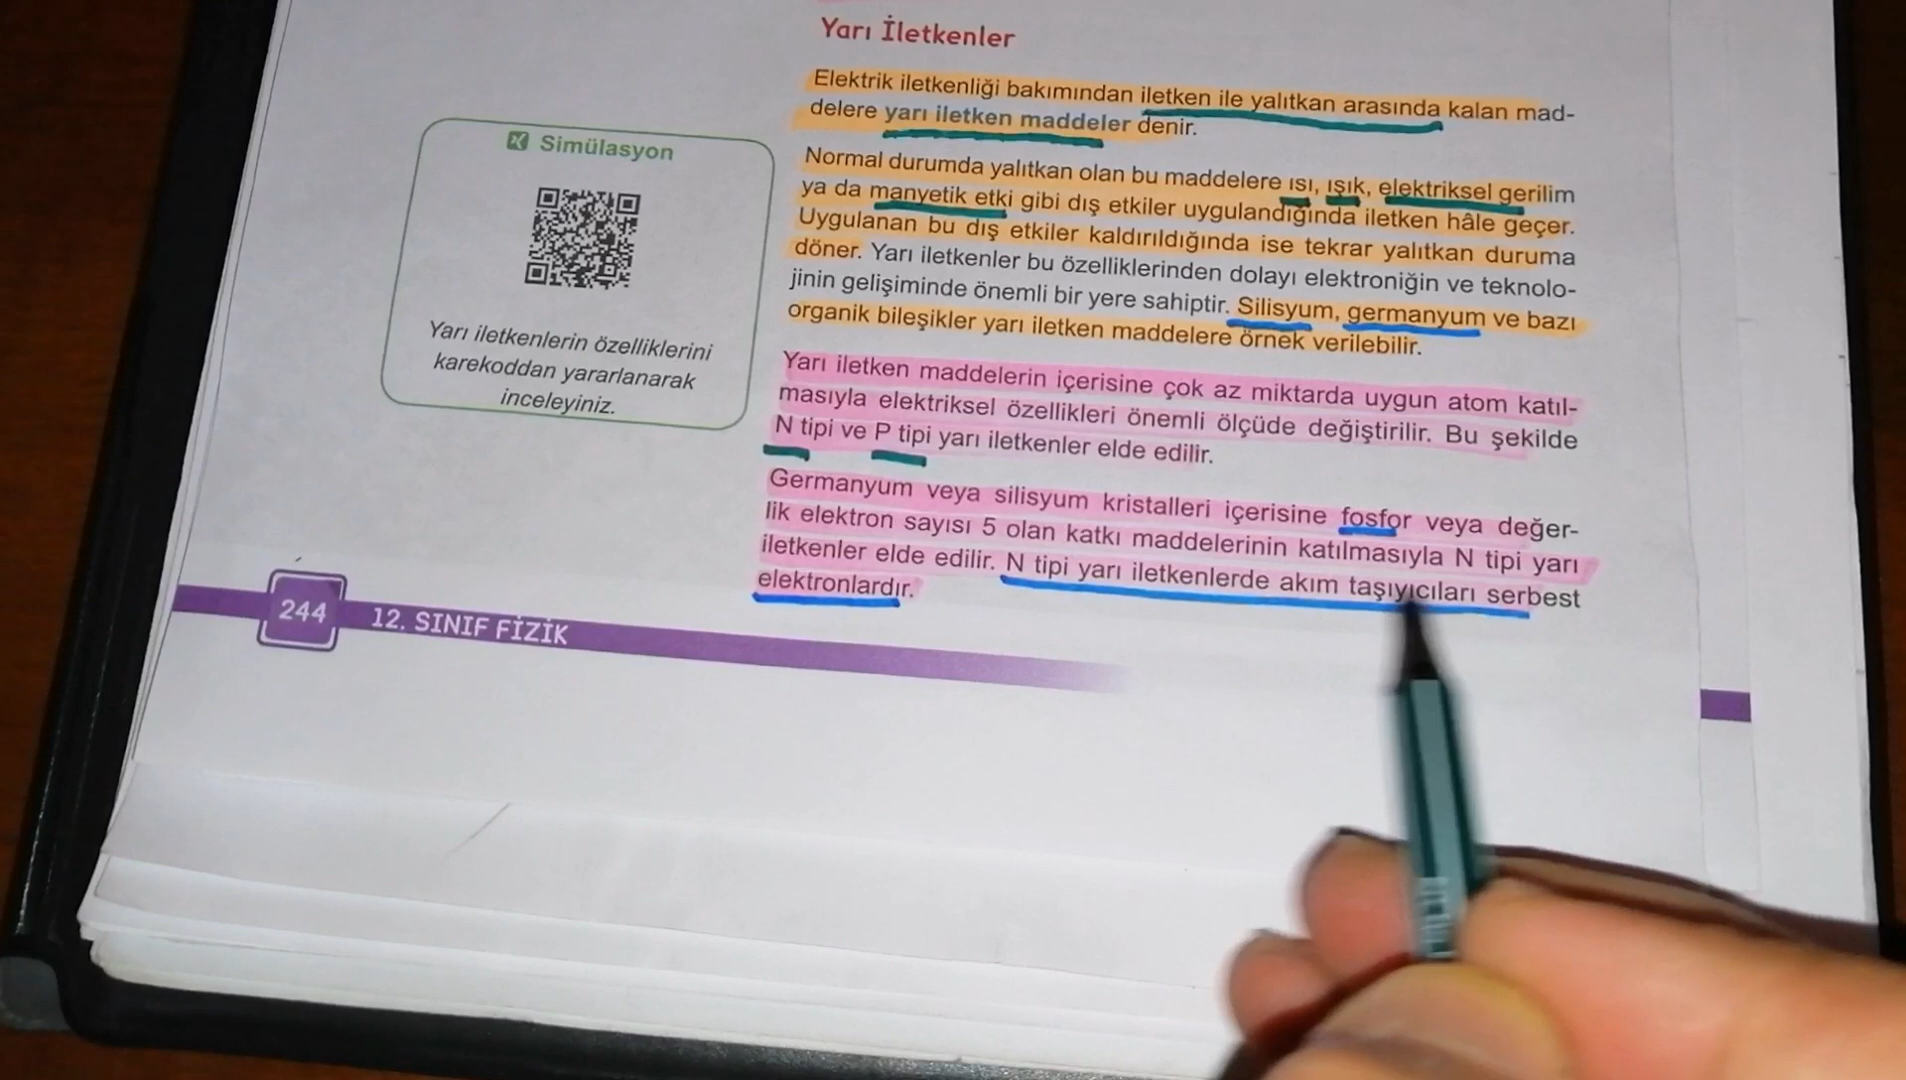 Yarı İletkenler
Elektrik iletkenliği bakımından iletken ile yalıtkan arasında kalan mad-
delere yarı iletken maddeler denir.
Normal durumda yalıtkan olan bu maddelere ısı, ışık, elektriksel gerilim
ya da manyetik etki gibi dış etkiler uygulandığında iletken hâle geçer.
Uygulanan bu dış etkiler kaldırıldığında ise tekrar yalıtkan duruma
döner. Yarı iletkenler bu özelliklerinden dolayı elektroniğin ve teknolo-
jinin gelişiminde önemli bir yere sahiptir. Silisyum, germanyum ve bazı
organik bileşikler yarı iletken maddelere örnek verilebilir.
Yarı iletken maddelerin içerisine çok az miktarda uygun atom katıl-
masıyla elektriksel özellikleri önemli ölçüde değiştirilir. Bu şekilde
N tipi ve P tipi yarı iletkenler elde edilir.
Germanyum veya silisyum kristalleri içerisine fosfor veya değer-
lik elektron sayısı 5 olan katkı maddelerinin katılmasıyla N tipi yarı
iletkenler elde edilir. N tipi yarı iletkenlerde akım taşıyıcıları serbest
elektronlardır.
Simülasyon
Yarı iletkenlerin özelliklerini
karekoddan yararlanarak
inceleyiniz.
244
12. SINIF FİZİK